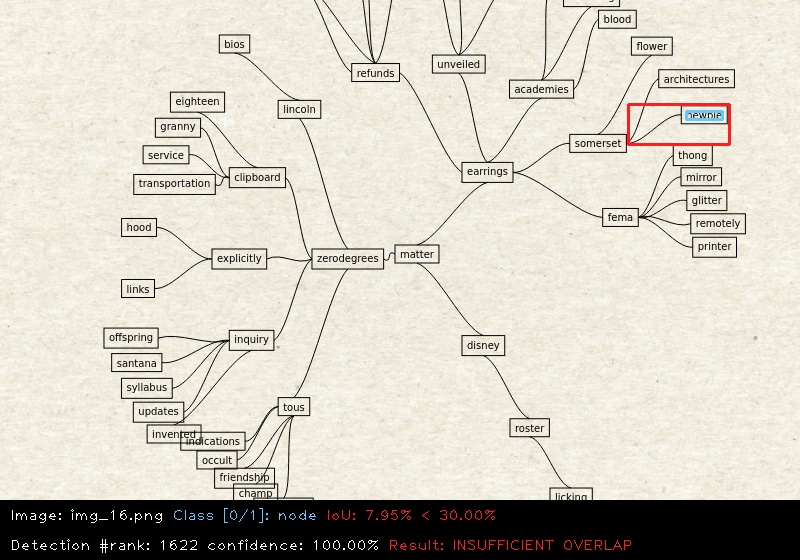 blood
bios
flower
unveiled
refunds
architectures
academies
eighteen
lincoln
newbie
granny
somerset
service
thong
earrings
transportation
clipboard
mirror
glitter
fema
remotely
hood
printer
matter
explicitly
zerodegrees
links
offspring
inquiry
disney
santana
syllabus
updates
tous
roster
invented
indications
occult
friendship
champ
licking
Image: img_16.png Class [0/1]: node IoU: 7.95% < 30.00%
Detection #rank: 1622 confidence: 100.00% Result: INSUFFICIENT OVERLAP